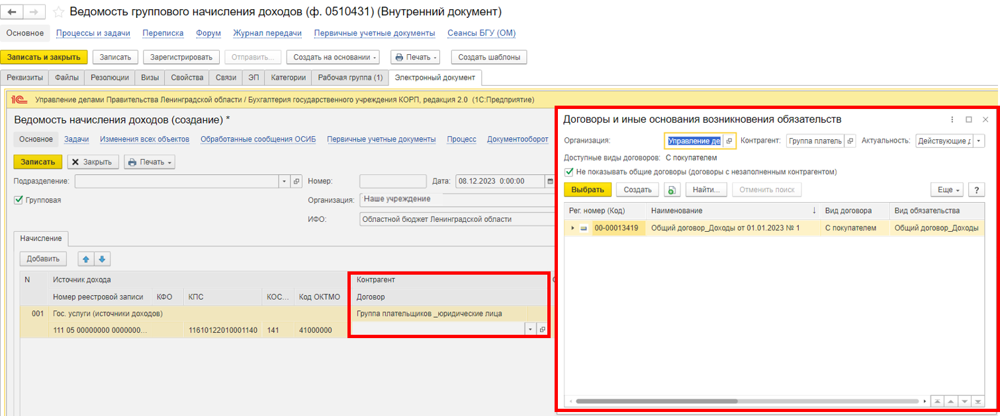 Ведомость группового начисления доходов (ф. 0510431) (Внутренний документ)
Основное Процессы и задачи Переписка Форум Журнал передачи Первичные учетные документы Сеансы БГУ (ОМ)
Записать и закрыть Записать Зарегистрировать Отправить... Создать на основании Печать Создать шаблоны
Реквизиты Файлы Резолюции Визы Свойства Связи ЭП Категории Рабочая группа (1) Электронный документ
1С Управление делами Правительства Ленинградской области / Бухгалтерия государственного учреждения КОРП, редакция 2.0 (1С:Предприятие)
Ведомость начисления доходов (создание) *
Основное Задачи Изменения всех объектов Обработанные сообщения ОСИБ Первичные учетные документы Процесс Документооборот
Записать Закрыть Печать
Подразделение: Номер: Дата: 08.12.2023 0:00:00
Групповая Организация: Наше учреждение
ИФО: Областной бюджет Ленинградской области
Начисление
Добавить
N Источник дохода Контрагент
Номер реестровой записи КФО КПС КОС... Код ОКТМО Договор
001 Гос. услуги (источники доходов) Группа плательщиков _юридические лица
111 05 00000000 0000000... 11610122010001140 141 41000000
Договоры и иные основания возникновения обязательств
Организация: Управление де Контрагент: Группа плательщ Актуальность: Действующие д
Доступные виды договоров: С покупателем
Не показывать общие договоры (договоры с незаполненным контрагентом)
Выбрать Создать Найти... Отменить поиск Еще ?
Рег. номер (Код) Наименование ↓ Вид договора Вид обязательства
00-00013419 Общий договор_Доходы от 01.01.2023 № 1 С покупателем Общий договор_Доходы